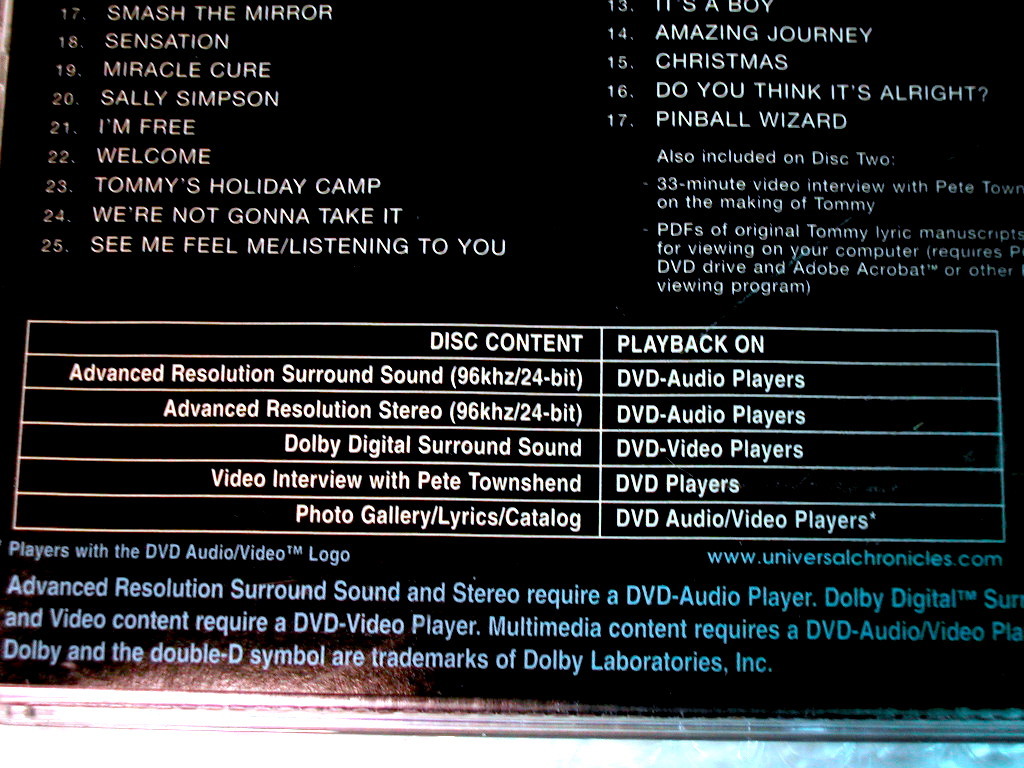 17. SMASH THE MIRROR
18. SENSATION
19. MIRACLE CURE
20. SALLY SIMPSON
21. I'M FREE
22. WELCOME
23. TOMMY'S HOLIDAY CAMP
24. WE'RE NOT GONNA TAKE IT
25. SEE ME FEEL ME/LISTENING TO YOU
13. IT'S A BOY
14. AMAZING JOURNEY
15. CHRISTMAS
16. DO YOU THINK IT'S ALRIGHT?
17. PINBALL WIZARD
Also included on Disc Two:
- 33-minute video interview with Pete Town
on the making of Tommy
- PDFs of original Tommy lyric manuscripts
for viewing on your computer (requires
DVD drive and Adobe Acrobat™ or other
viewing program)
DISC CONTENT PLAYBACK ON
Advanced Resolution Surround Sound (96khz/24-bit) DVD-Audio Players
Advanced Resolution Stereo (96khz/24-bit) DVD-Audio Players
Dolby Digital Surround Sound DVD-Video Players
Video Interview with Pete Townshend DVD Players
Photo Gallery/Lyrics/Catalog DVD Audio/Video Players*
* Players with the DVD Audio/Video™ Logo
www.universalchronicles.com
Advanced Resolution Surround Sound and Stereo require a DVD-Audio Player. Dolby Digital™ Surr
and Video content require a DVD-Video Player. Multimedia content requires a DVD-Audio/Video Pla
Dolby and the double-D symbol are trademarks of Dolby Laboratories, Inc.